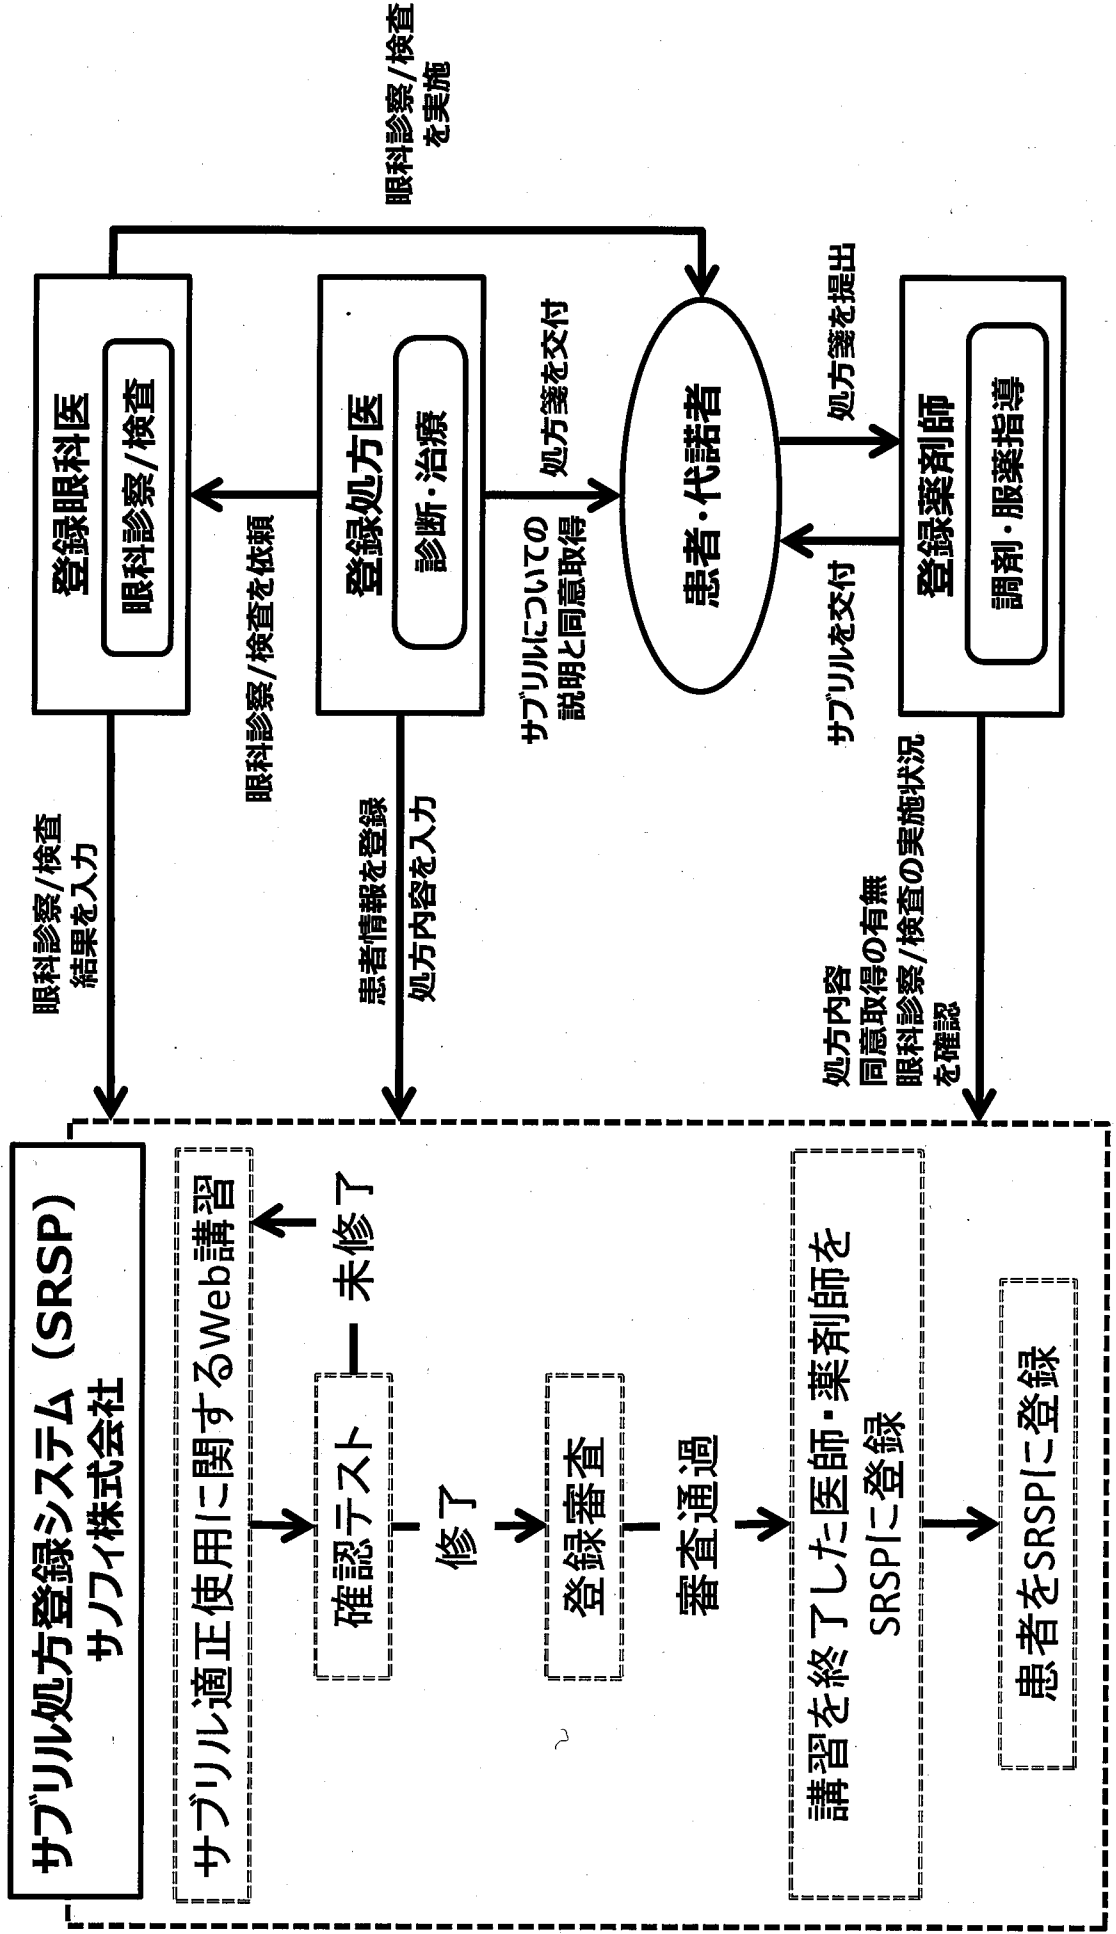 サブリル処方登録システム（SRSP）
サノフィ株式会社
サブリル適正使用に関するWeb講習
確認テスト
未修了
修了
登録審査
審査通過
講習を終了した医師・薬剤師を
SRSPに登録
患者をSRSPに登録
眼科診察/検査
結果を入力
患者情報を登録
処方内容を入力
処方内容
同意取得の有無
眼科診察/検査の実施状況
を確認
登録眼科医
眼科診察/検査
眼科診察/検査を依頼
登録処方医
診断・治療
サブリルについての
説明と同意取得
処方箋を交付
患者・代諾者
サブリルを交付
処方箋を提出
登録薬剤師
調剤・服薬指導
眼科診察/検査
を実施